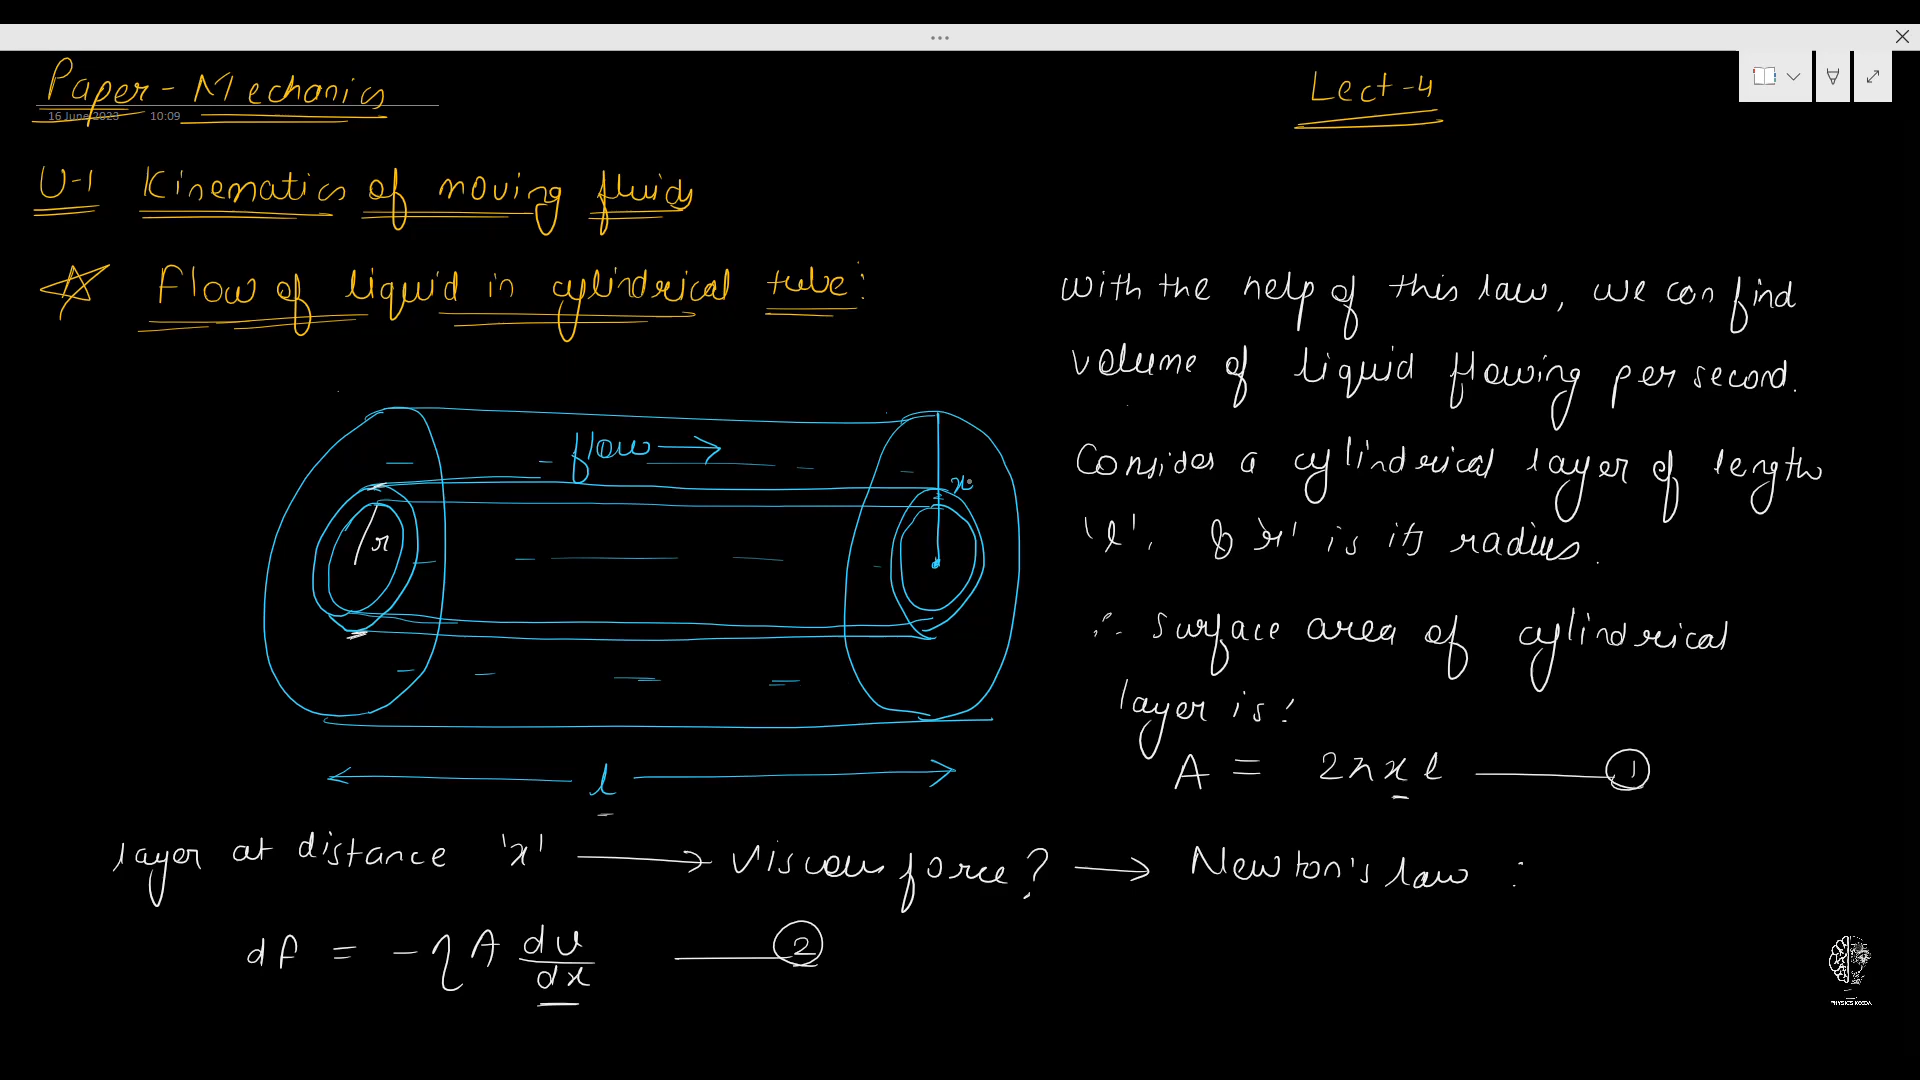 Paper - Mechanics
16 June 2023 10:09
Lect-4
U-1 Kinematics of moving fluids
Flow of liquid in cylindrical tube:
flow
x
r
l
with the help of this law, we can find
volume of liquid flowing per second.
Consider a cylindrical layer of length
'l'. & 'x' is its radius.
∴ surface area of cylindrical
layer is:
A = 2πxl ——— ①
layer at distance 'x' → Viscous force? → Newton's law :
df = -ηA dv/dx ——— ②
PHYSICS KOODA